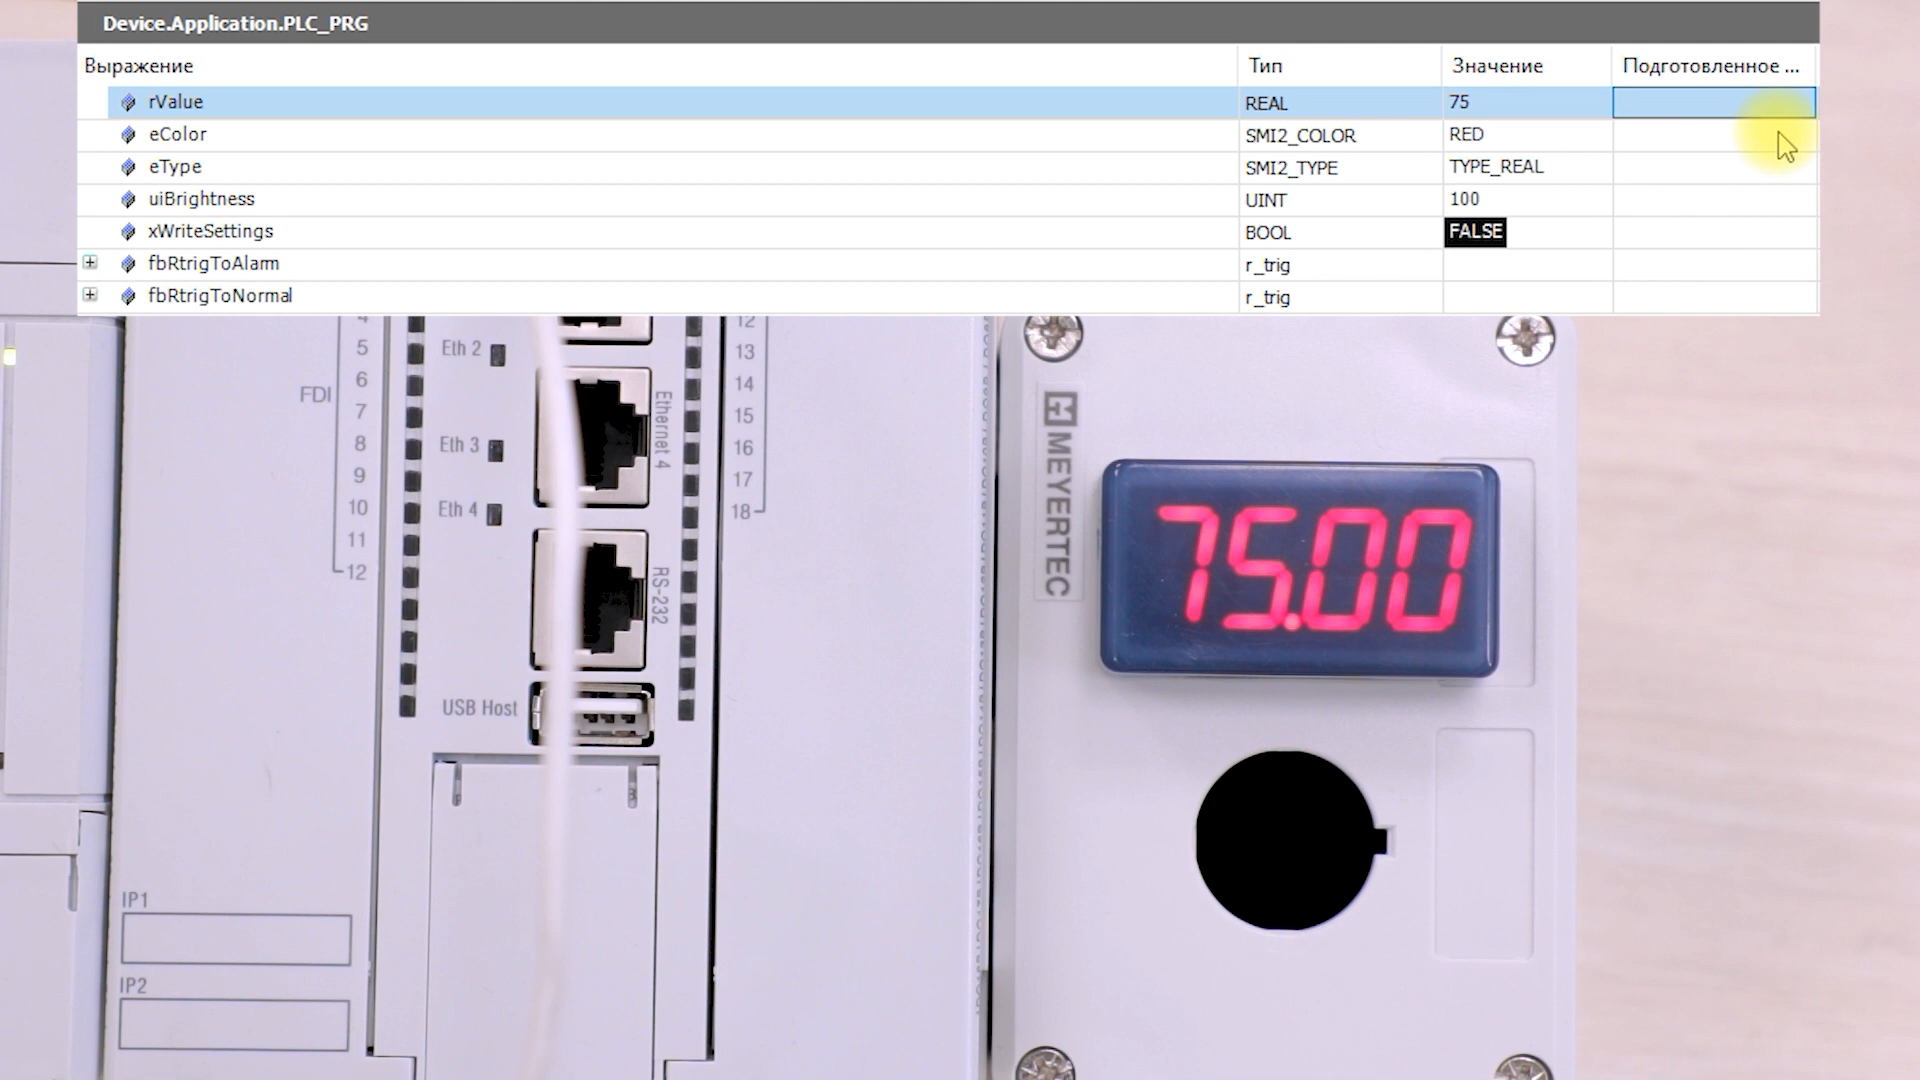 Device.Application.PLC_PRG
Выражение Тип Значение Подготовленное ...
rValue REAL 75
eColor SMI2_COLOR RED
eType SMI2_TYPE TYPE_REAL
uiBrightness UINT 100
xWriteSettings BOOL FALSE
fbRtrigToAlarm r_trig
fbRtrigToNormal r_trig
FDI
5
6
7
8
9
10
11
12
Eth 2
Eth 3
Eth 4
Ethernet 4
RS-232
USB Host
12
13
14
15
16
17
18
IP1
IP2
MEYERTEC
75.00